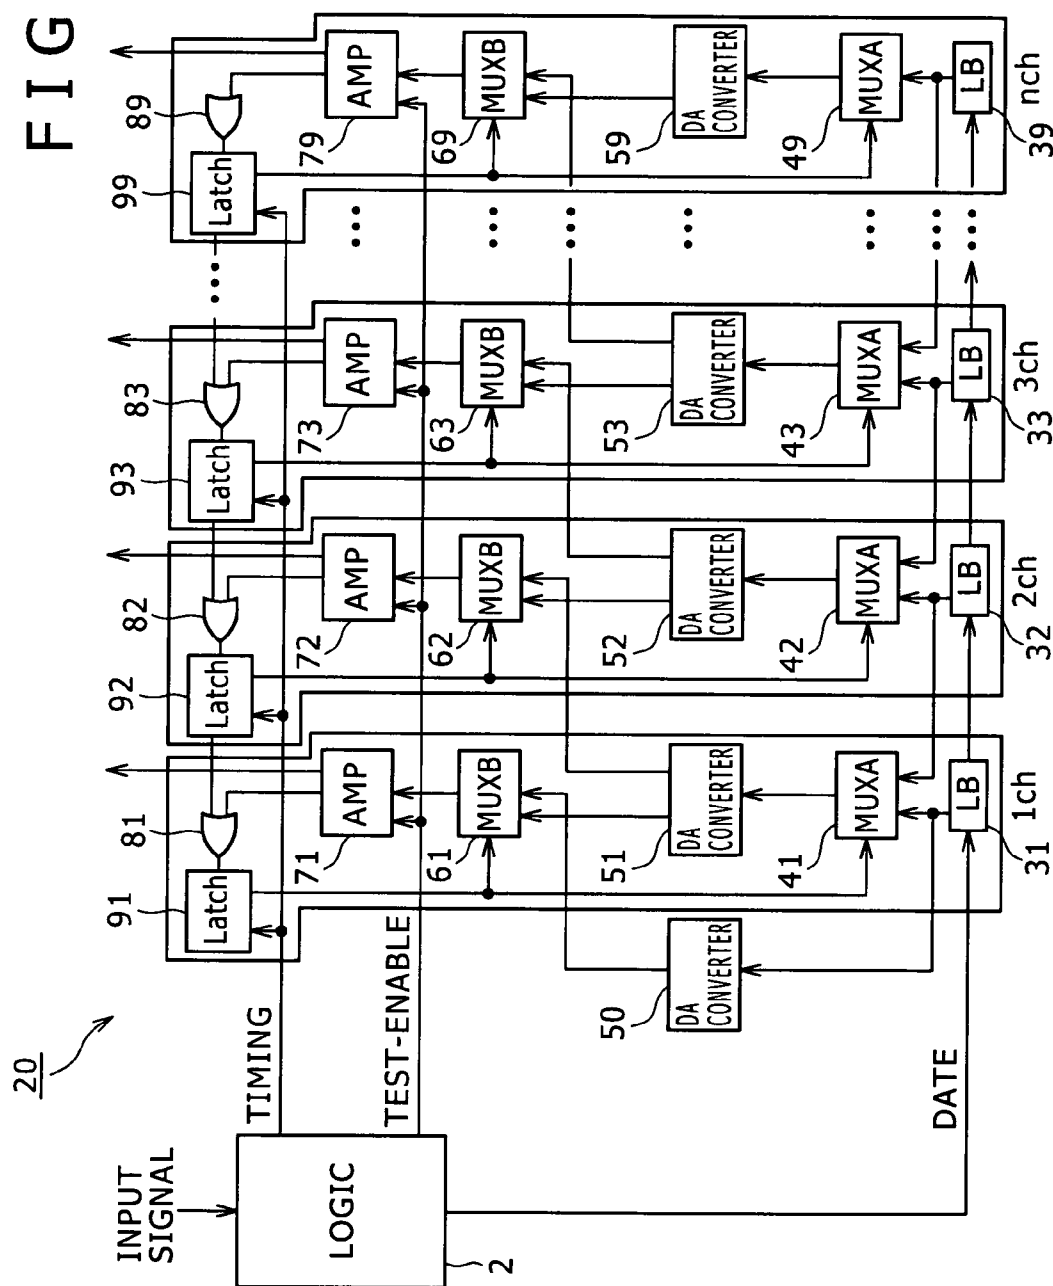 FIG
20
INPUT
SIGNAL
LOGIC
2
TIMING
TEST-ENABLE
DATE
91
Latch
81
71
AMP
61
MUXB
50
DA
CONVERTER
51
DA
CONVERTER
41
MUXA
LB
31
1ch
92
Latch
82
72
AMP
62
MUXB
52
DA
CONVERTER
42
MUXA
LB
32
2ch
93
Latch
83
73
AMP
63
MUXB
53
DA
CONVERTER
43
MUXA
LB
33
3ch
99
Latch
89
79
AMP
69
MUXB
59
DA
CONVERTER
49
MUXA
LB
39
nch